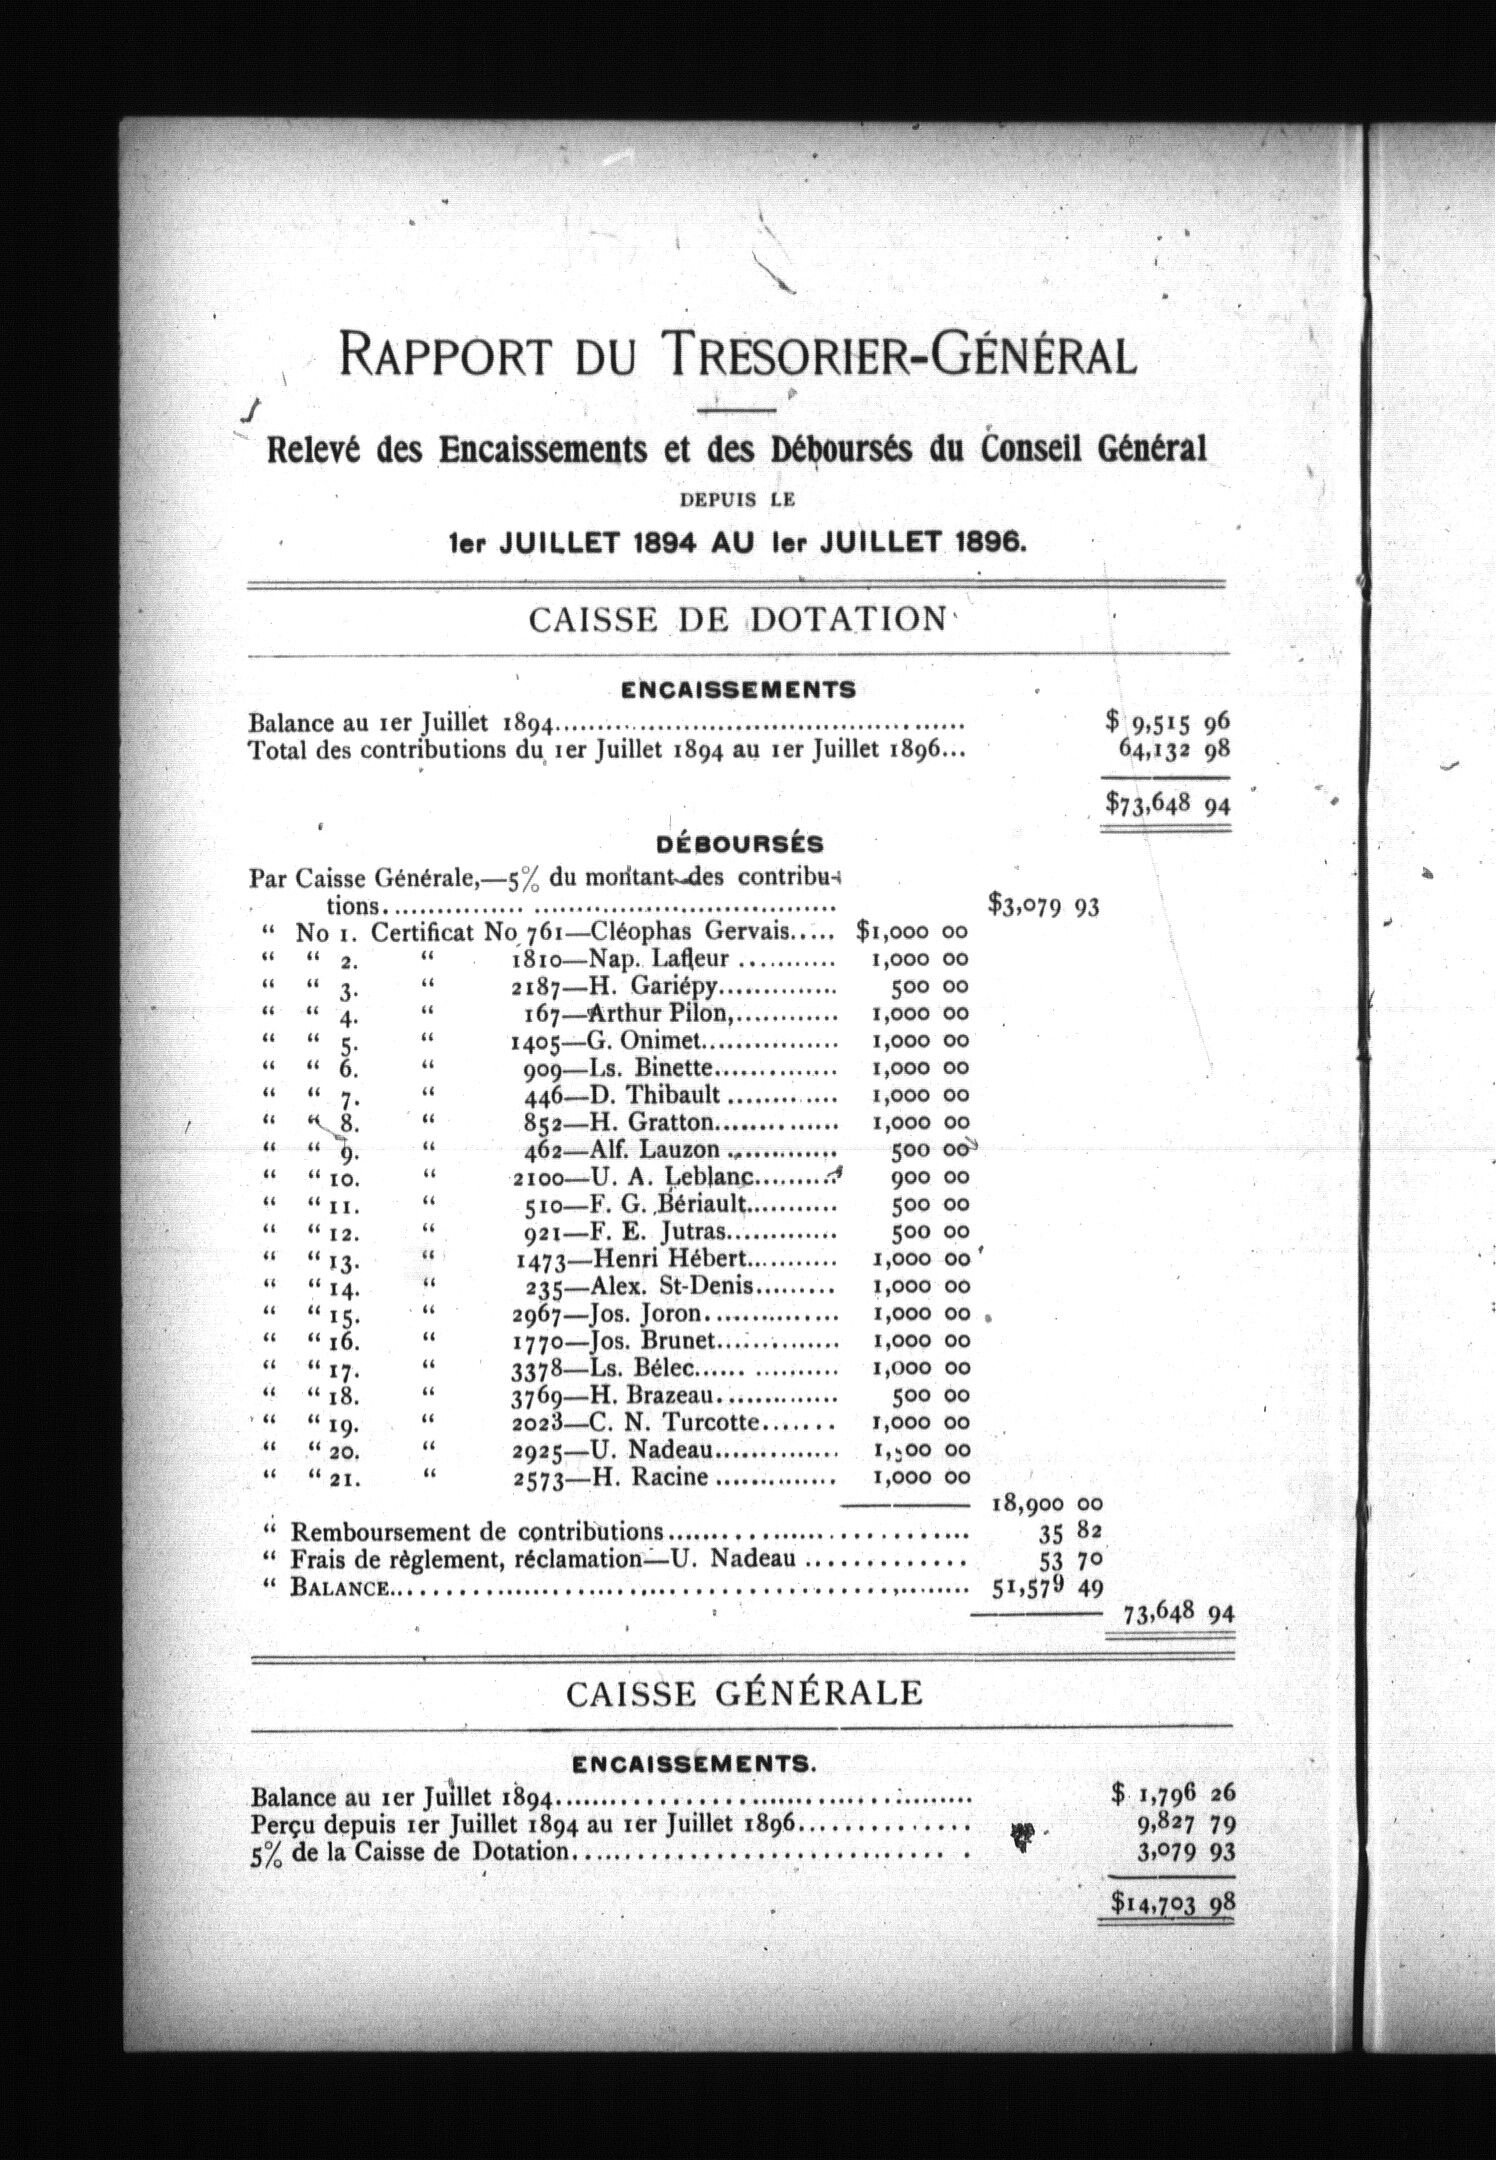 RAPPORT DU TRESORIER-GÉNÉRAL
Relevé des Encaissements et des Déboursés du Conseil Général
DEPUIS LE
1er JUILLET 1894 AU 1er JUILLET 1896.
CAISSE DE DOTATION
ENCAISSEMENTS
Balance au 1er Juillet 1894.......... $ 9,515 96
Total des contributions du 1er Juillet 1894 au 1er Juillet 1896... 64,132 98
$73,648 94
DÉBOURSÉS
Par Caisse Générale,—5% du montant des contribu-
tions.......... $3,079 93
“ No 1. Certificat No 761—Cléophas Gervais..... $1,000 00
“ “ 2. “ 1810—Nap. Lafleur .......... 1,000 00
“ “ 3. “ 2187—H. Gariépy.......... 500 00
“ “ 4. “ 167—Arthur Pilon,.......... 1,000 00
“ “ 5. “ 1405—G. Onimet.......... 1,000 00
“ “ 6. “ 909—Ls. Binette.......... 1,000 00
“ “ 7. “ 446—D. Thibault .......... 1,000 00
“ “ 8. “ 852—H. Gratton.......... 1,000 00
“ “ 9. “ 462—Alf. Lauzon .......... 500 00
“ “ 10. “ 2100—U. A. Leblanc.......... 900 00
“ “ 11. “ 510—F. G. Bériault.......... 500 00
“ “ 12. “ 921—F. E. Jutras.......... 500 00
“ “ 13. “ 1473—Henri Hébert.......... 1,000 00
“ “ 14. “ 235—Alex. St-Denis......... 1,000 00
“ “ 15. “ 2967—Jos. Joron.......... 1,000 00
“ “ 16. “ 1770—Jos. Brunet.......... 1,000 00
“ “ 17. “ 3378—Ls. Bélec.......... 1,000 00
“ “ 18. “ 3769—H. Brazeau.......... 500 00
“ “ 19. “ 2023—C. N. Turcotte....... 1,000 00
“ “ 20. “ 2925—U. Nadeau.......... 1,500 00
“ “ 21. “ 2573—H. Racine .......... 1,000 00
18,900 00
“ Remboursement de contributions.......... 35 82
“ Frais de règlement, réclamation—U. Nadeau .......... 53 70
“ BALANCE.......... 51,579 49
73,648 94
CAISSE GÉNÉRALE
ENCAISSEMENTS.
Balance au 1er Juillet 1894.......... $ 1,796 26
Perçu depuis 1er Juillet 1894 au 1er Juillet 1896.......... 9,827 79
5% de la Caisse de Dotation.......... 3,079 93
$14,703 98